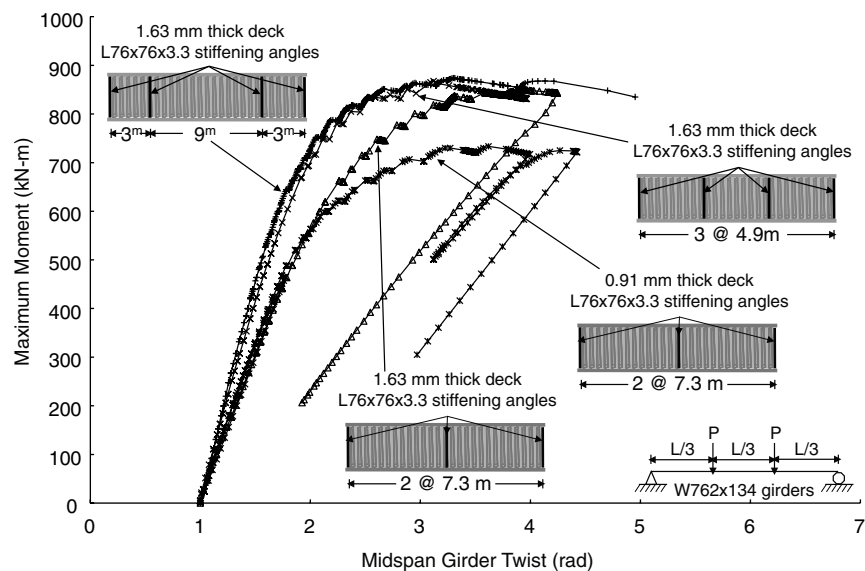 1000
900
800
700
600
500
400
300
200
100
0
Maximum Moment (kN-m)
0 1 2 3 4 5 6 7
Midspan Girder Twist (rad)
1.63 mm thick deck
L76x76x3.3 stiffening angles
3m 9m 3m
1.63 mm thick deck
L76x76x3.3 stiffening angles
3 @ 4.9m
0.91 mm thick deck
L76x76x3.3 stiffening angles
2 @ 7.3 m
1.63 mm thick deck
L76x76x3.3 stiffening angles
2 @ 7.3 m
P P
L/3 L/3 L/3
W762x134 girders